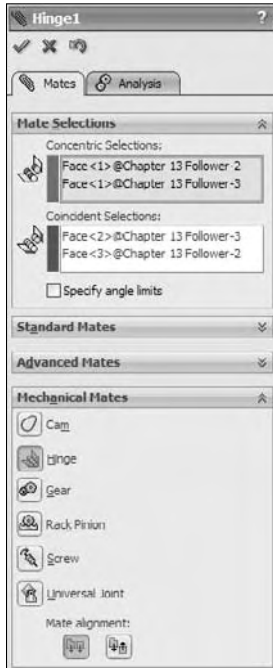 Hinge1 ?
Mates Analysis
Mate Selections
Concentric Selections:
Face<1>@Chapter 13 Follower-2
Face<1>@Chapter 13 Follower-3
Coincident Selections:
Face<2>@Chapter 13 Follower-3
Face<3>@Chapter 13 Follower-2
Specify angle limits
Standard Mates
Advanced Mates
Mechanical Mates
Cam
Hinge
Gear
Rack Pinion
Screw
Universal Joint
Mate alignment: